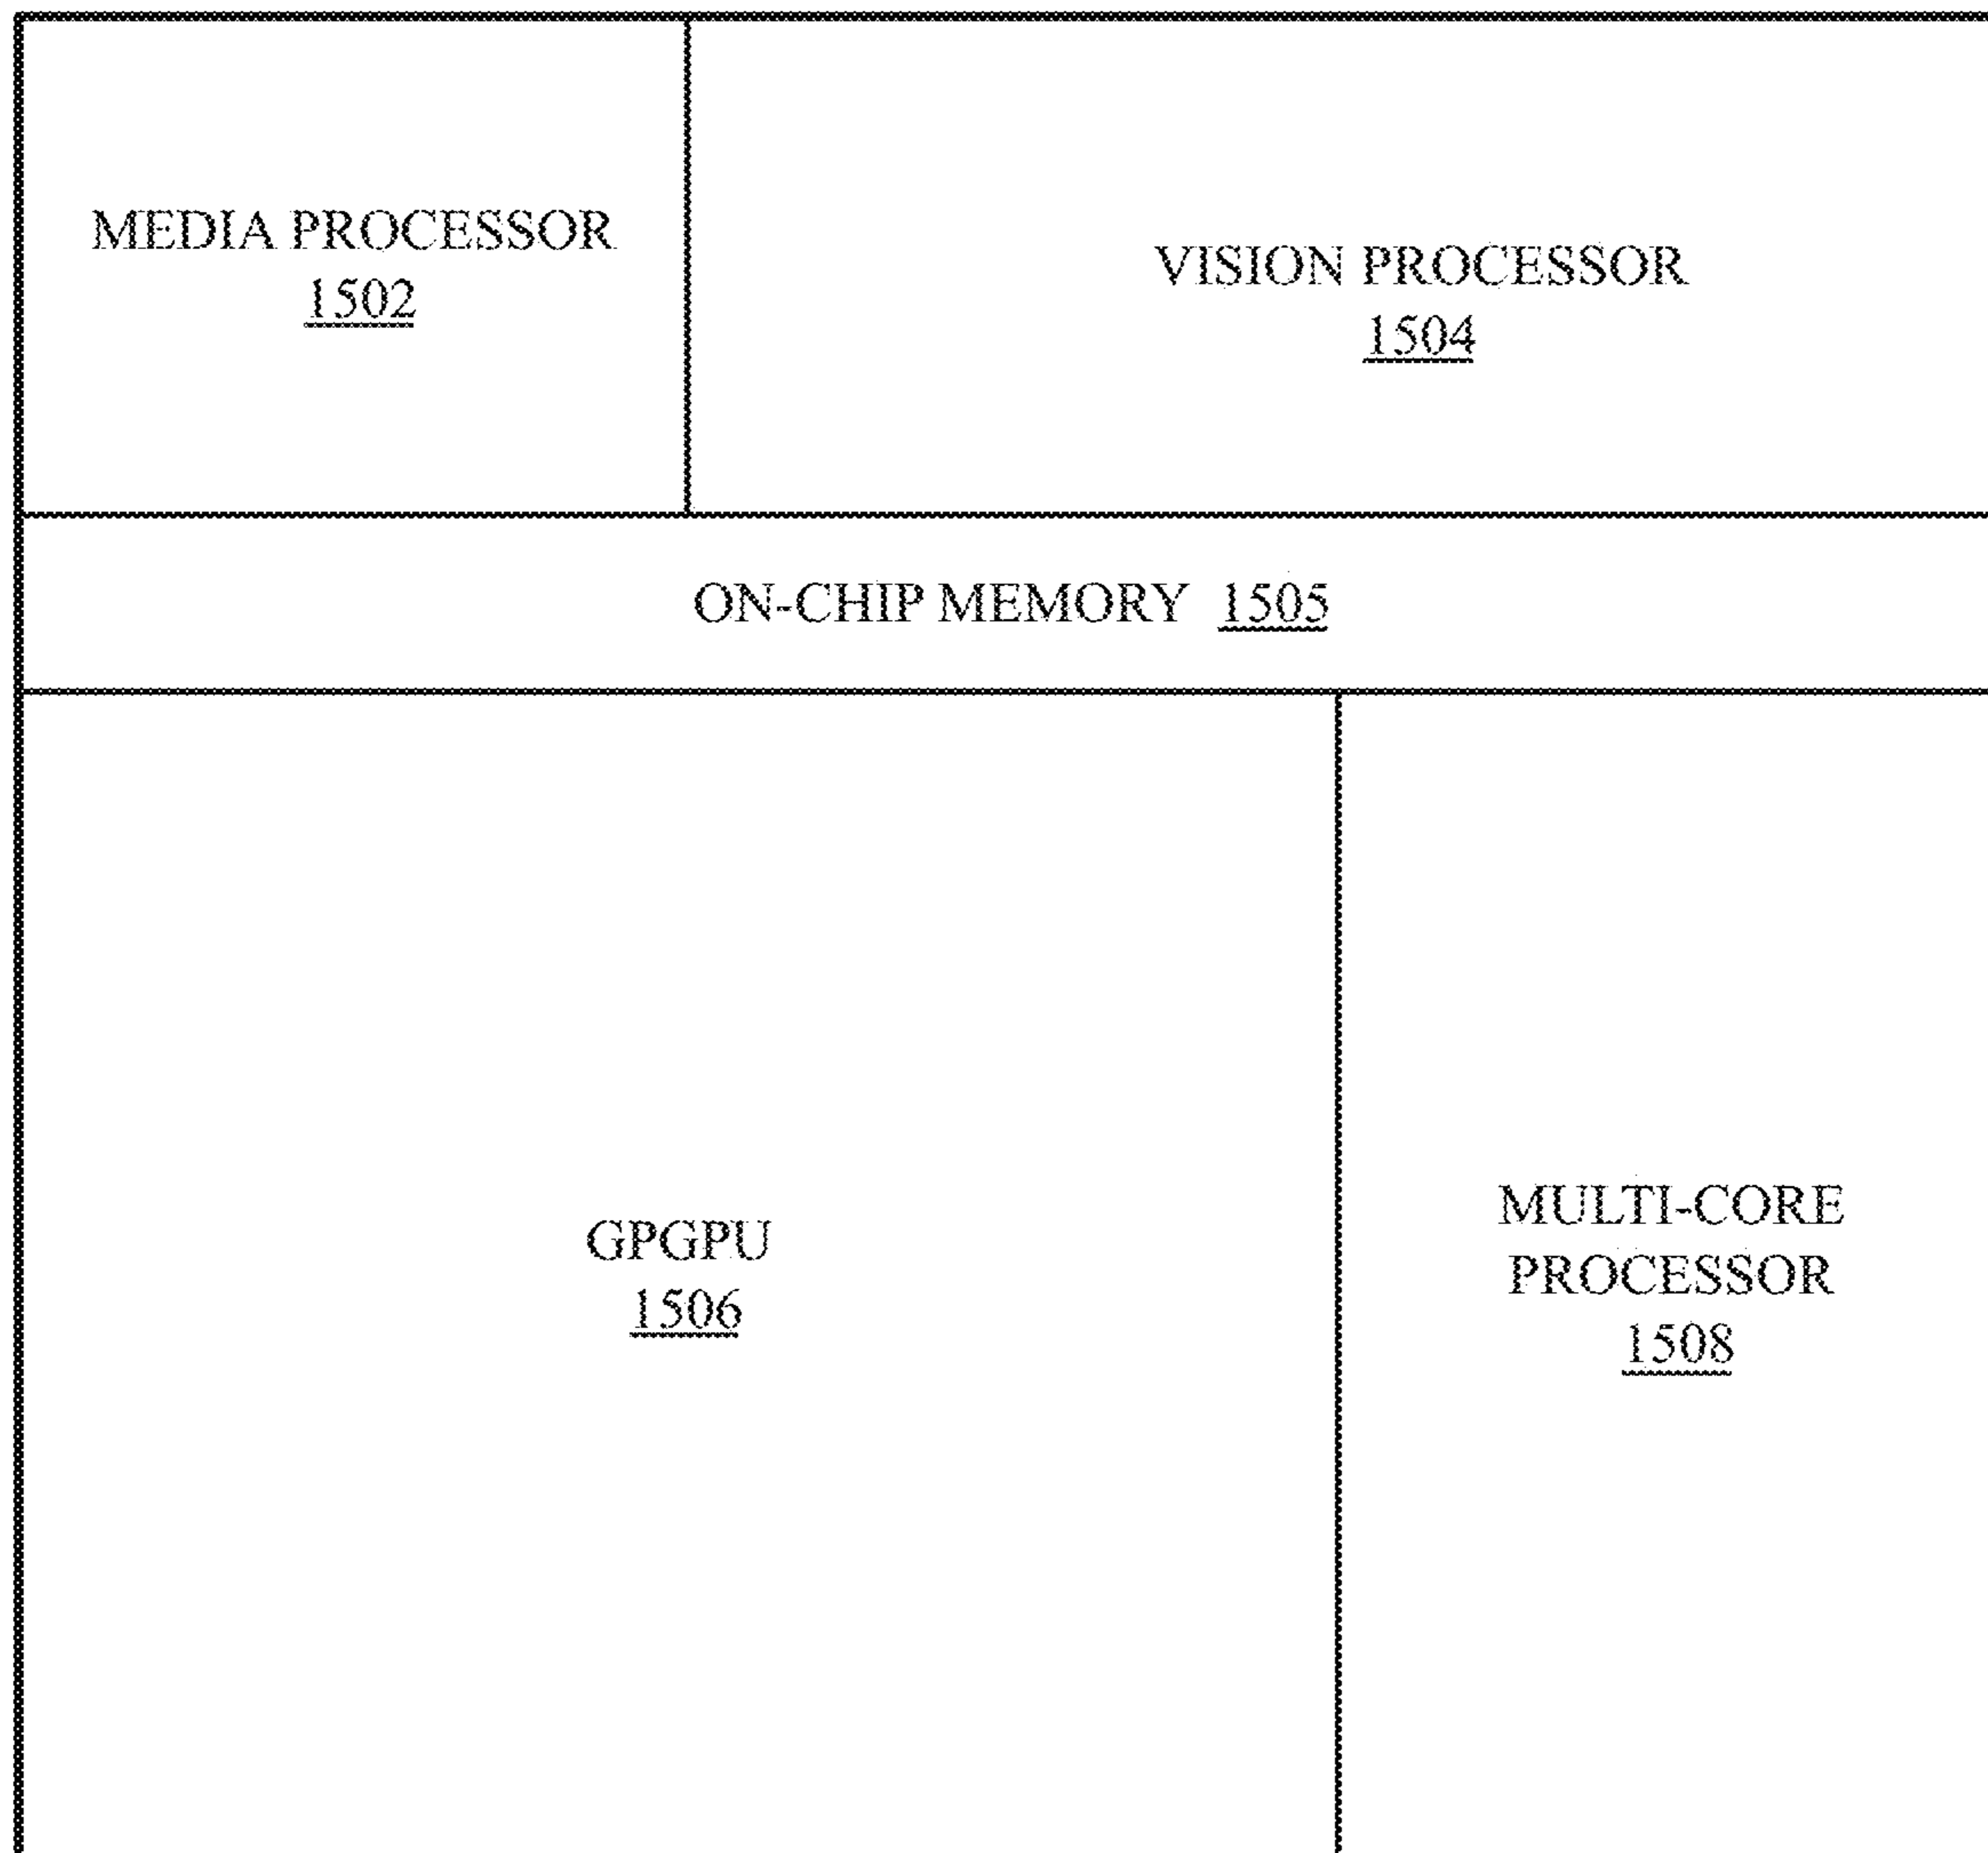 MEDIA PROCESSOR
1502
VISION PROCESSOR
1504
ON-CHIP MEMORY 1505
GPGPU
1506
MULTI-CORE
PROCESSOR
1508